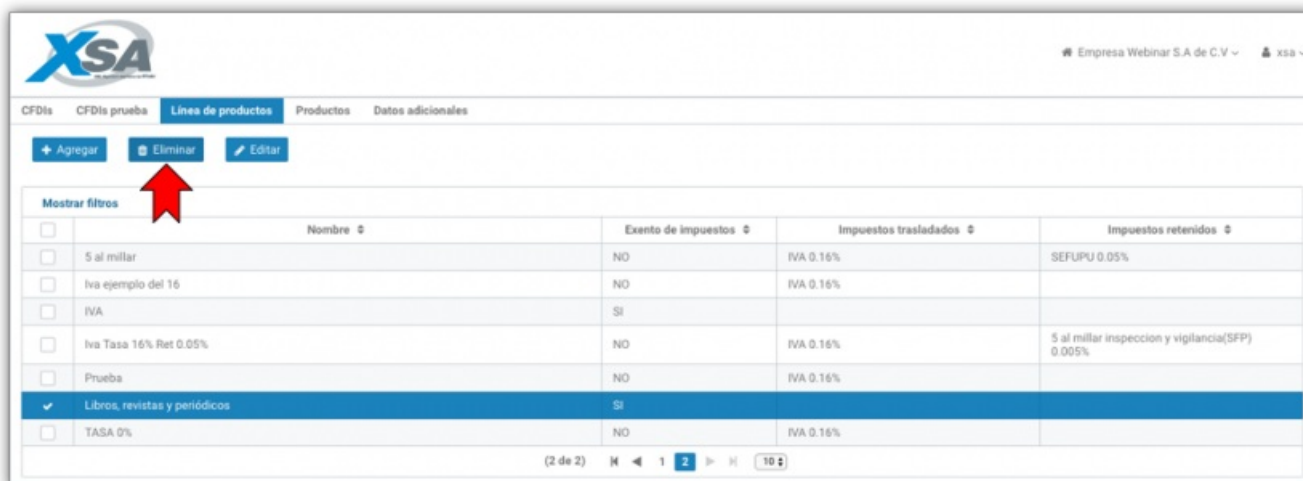 XSA
Empresa Webinar S.A de C.V xsa
CFDIs CFDIs prueba Línea de productos Productos Datos adicionales
Agregar Eliminar Editar
Mostrar filtros
Nombre Exento de impuestos Impuestos trasladados Impuestos retenidos
5 al millar NO IVA 0.16% SEFUPU 0.05%
Iva ejemplo del 16 NO IVA 0.16%
IVA SI
Iva Tasa 16% Ret 0.05% NO IVA 0.16% 5 al millar inspeccion y vigilancia(SFP)
0.005%
Prueba NO IVA 0.16%
Libros, revistas y periódicos SI
TASA 0% NO IVA 0.16%
(2 de 2) 1 2 10